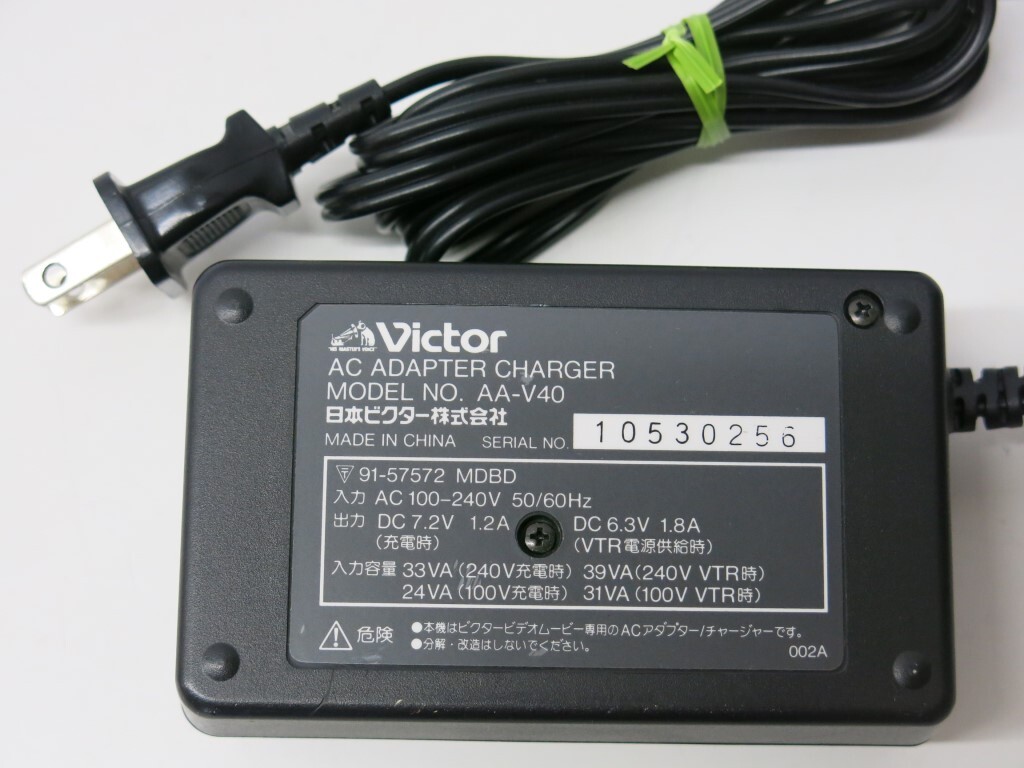 "HIS MASTER'S VOICE" Victor
AC ADAPTER CHARGER
MODEL NO. AA-V40
日本ビクター株式会社
MADE IN CHINA SERIAL NO. 10530256
91-57572 MDBD
入力 AC 100-240V 50/60Hz
出力 DC 7.2V 1.2A DC 6.3V 1.8A
(充電時) (VTR電源供給時)
入力容量 33VA (240V充電時) 39VA (240V VTR時)
24VA (100V充電時) 31VA (100V VTR時)
危険 ●本機はビクタービデオムービー専用のACアダプター/チャージャーです。
●分解・改造はしないでください。
002A